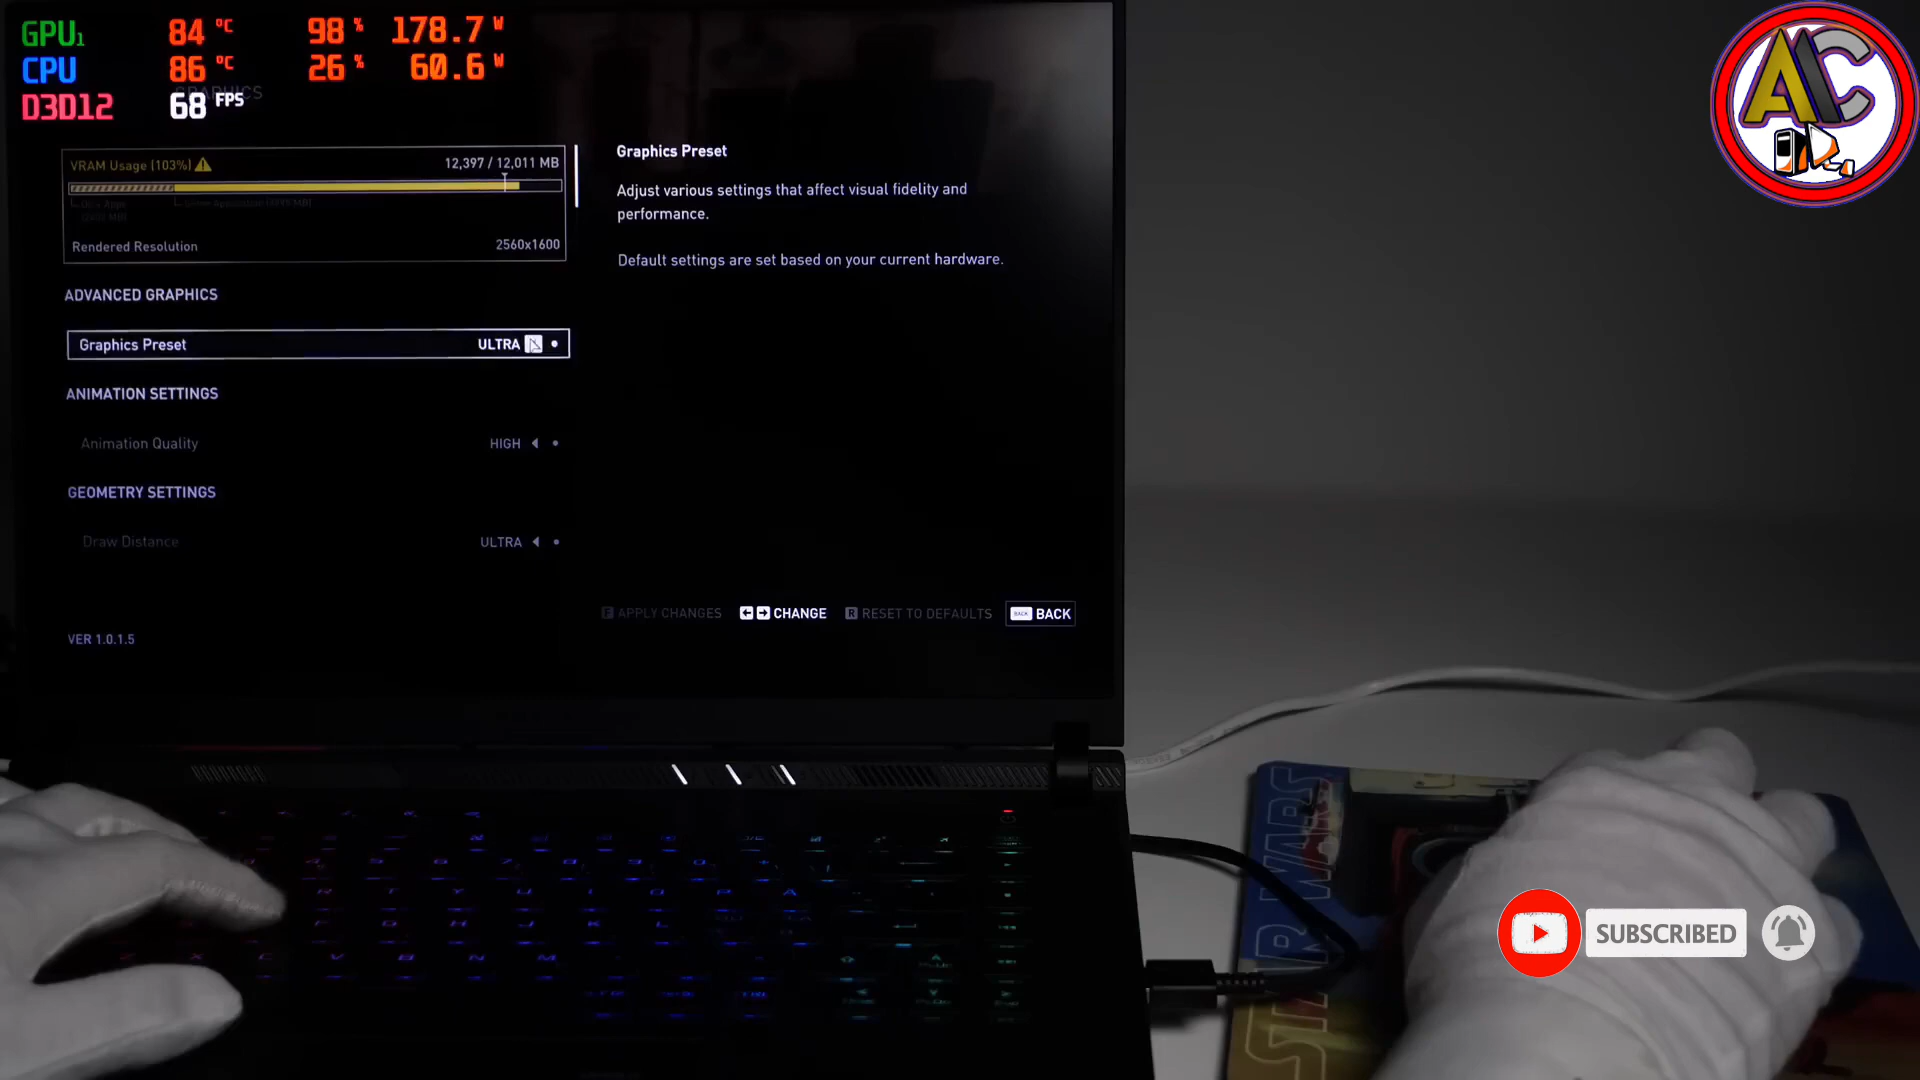 GPU1 84 °C 98 % 178.7 W
CPU 86 °C 26 % 60.6 W
D3D12 68 FPS
GRAPHICS
VRAM Usage (103%) 12,397 / 12,011 MB
Rendered Resolution 2560x1600
ADVANCED GRAPHICS
Graphics Preset ULTRA
ANIMATION SETTINGS
Animation Quality HIGH
GEOMETRY SETTINGS
Draw Distance ULTRA
VER 1.0.1.5
Graphics Preset
Adjust various settings that affect visual fidelity and
performance.
Default settings are set based on your current hardware.
F APPLY CHANGES CHANGE R RESET TO DEFAULTS BACK BACK
AC
STAR WARS
SUBSCRIBED